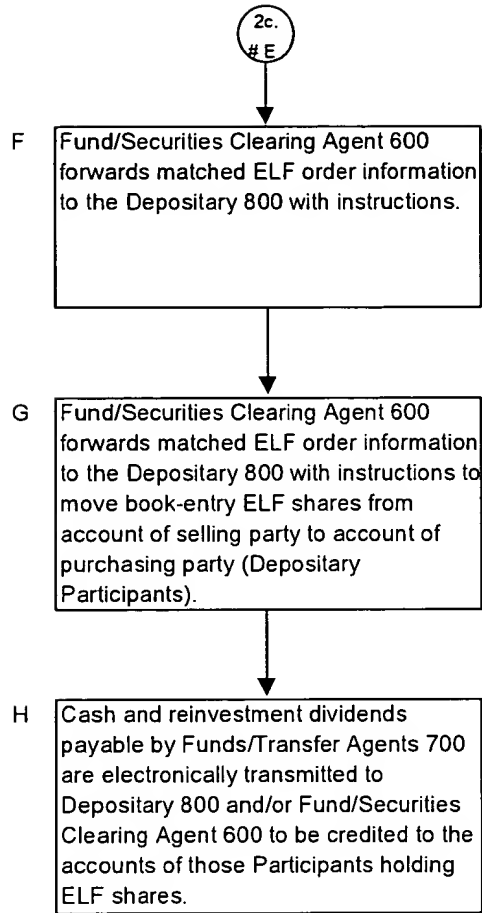 2c.
# E
F
Fund/Securities Clearing Agent 600
forwards matched ELF order information
to the Depositary 800 with instructions.
G
Fund/Securities Clearing Agent 600
forwards matched ELF order information
to the Depositary 800 with instructions to
move book-entry ELF shares from
account of selling party to account of
purchasing party (Depositary
Participants).
H
Cash and reinvestment dividends
payable by Funds/Transfer Agents 700
are electronically transmitted to
Depositary 800 and/or Fund/Securities
Clearing Agent 600 to be credited to the
accounts of those Participants holding
ELF shares.